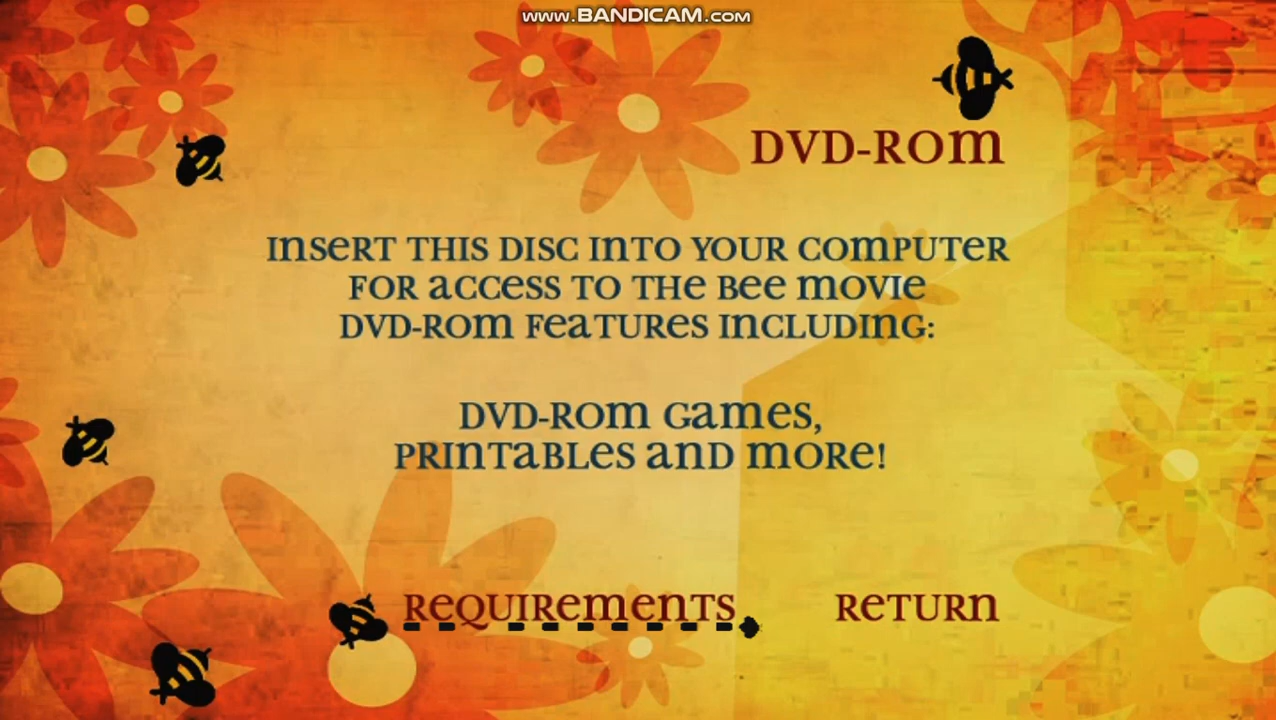 www.BANDICAM.com
DVD-ROM
INSERT THIS DISC INTO YOUR COMPUTER
FOR ACCESS TO THE BEE MOVIE
DVD-ROM FEATURES INCLUDING:
DVD-ROM GAMES,
PRINTABLES AND MORE!
REQUIREMENTS RETURN